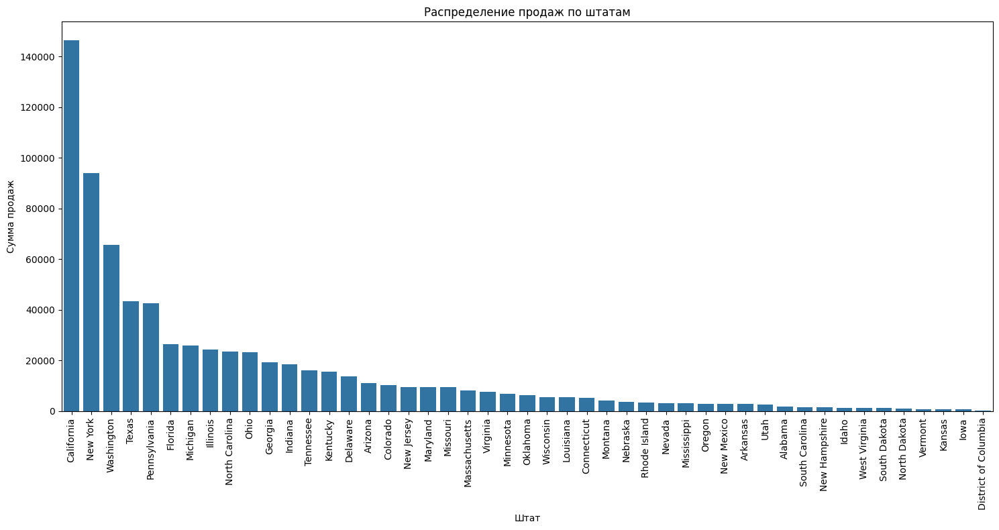 Распределение продаж по штатам
Сумма продаж
140000
120000
100000
80000
60000
40000
20000
0
California
New York
Washington
Texas
Pennsylvania
Florida
Michigan
Illinois
North Carolina
Ohio
Georgia
Indiana
Tennessee
Kentucky
Delaware
Arizona
Colorado
New Jersey
Maryland
Missouri
Massachusetts
Virginia
Minnesota
Oklahoma
Wisconsin
Louisiana
Connecticut
Montana
Nebraska
Rhode Island
Nevada
Mississippi
Oregon
New Mexico
Arkansas
Utah
Alabama
South Carolina
New Hampshire
Idaho
West Virginia
South Dakota
North Dakota
Vermont
Kansas
Iowa
District of Columbia
Штат